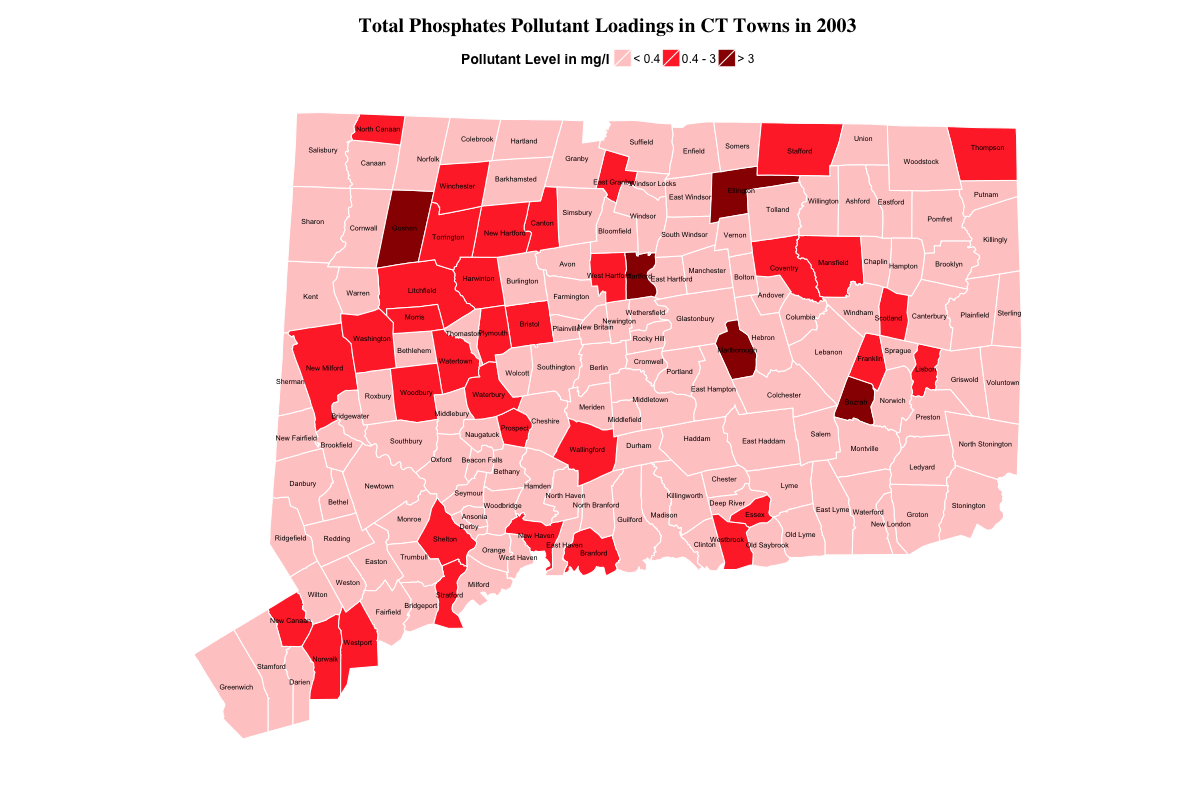 Total Phosphates Pollutant Loadings in CT Towns in 2003
Pollutant Level in mg/l < 0.4 0.4 - 3 > 3
North Canaan
Colebrook
Hartland
Suffield
Enfield
Somers
Stafford
Union
Woodstock
Thompson
Salisbury
Canaan
Norfolk
Granby
Winchester
Barkhamsted
East Granby
Windsor Locks
East Windsor
Ellington
Tolland
Willington
Ashford
Eastford
Putnam
Sharon
Cornwall
Goshen
Torrington
New Hartford
Canton
Simsbury
Bloomfield
Windsor
South Windsor
Vernon
Pomfret
Killingly
Kent
Warren
Litchfield
Harwinton
Burlington
Avon
Farmington
West Hartford
Hartford
East Hartford
Manchester
Bolton
Coventry
Andover
Mansfield
Chaplin
Hampton
Brooklyn
Morris
Washington
Bethlehem
Thomaston
Plymouth
Bristol
Plainville
New Britain
Newington
Wethersfield
Rocky Hill
Glastonbury
Marlborough
Hebron
Columbia
Windham
Scotland
Canterbury
Plainfield
Sterling
New Milford
Sherman
Roxbury
Bridgewater
Woodbury
Watertown
Waterbury
Middlebury
Wolcott
Southington
Berlin
Cromwell
Portland
East Hampton
Lebanon
Franklin
Sprague
Lisbon
Griswold
Voluntown
Colchester
Bozrah
Norwich
Preston
Prospect
Cheshire
Meriden
Middletown
Middlefield
New Fairfield
Brookfield
Southbury
Naugatuck
Oxford
Beacon Falls
Bethany
Wallingford
Durham
Haddam
East Haddam
Salem
Montville
Ledyard
North Stonington
Danbury
Bethel
Newtown
Seymour
Woodbridge
Hamden
North Haven
North Branford
Guilford
Madison
Killingworth
Chester
Deep River
Essex
Lyme
East Lyme
Waterford
New London
Groton
Stonington
Ridgefield
Redding
Monroe
Ansonia
Derby
Shelton
Trumbull
Easton
Orange
West Haven
New Haven
East Haven
Branford
Clinton
Westbrook
Old Saybrook
Old Lyme
Wilton
Weston
Fairfield
Bridgeport
Stratford
Milford
New Canaan
Norwalk
Westport
Stamford
Darien
Greenwich